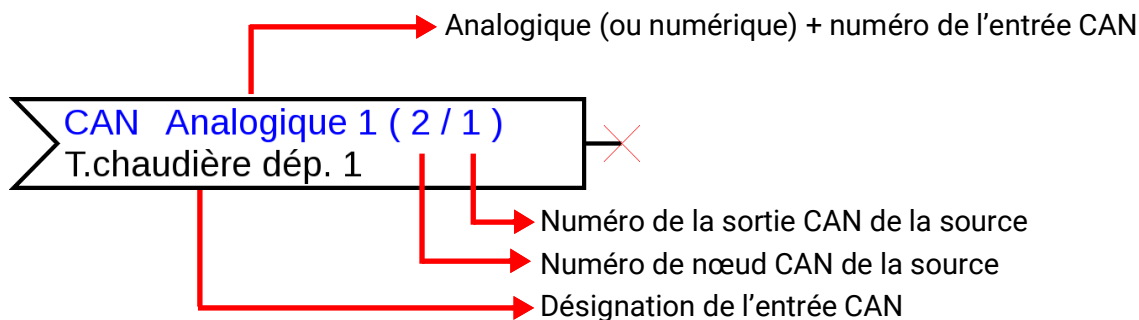 Analogique (ou numérique) + numéro de l’entrée CAN
CAN Analogique 1 ( 2 / 1 )
T.chaudière dép. 1
Numéro de la sortie CAN de la source
Numéro de nœud CAN de la source
Désignation de l’entrée CAN